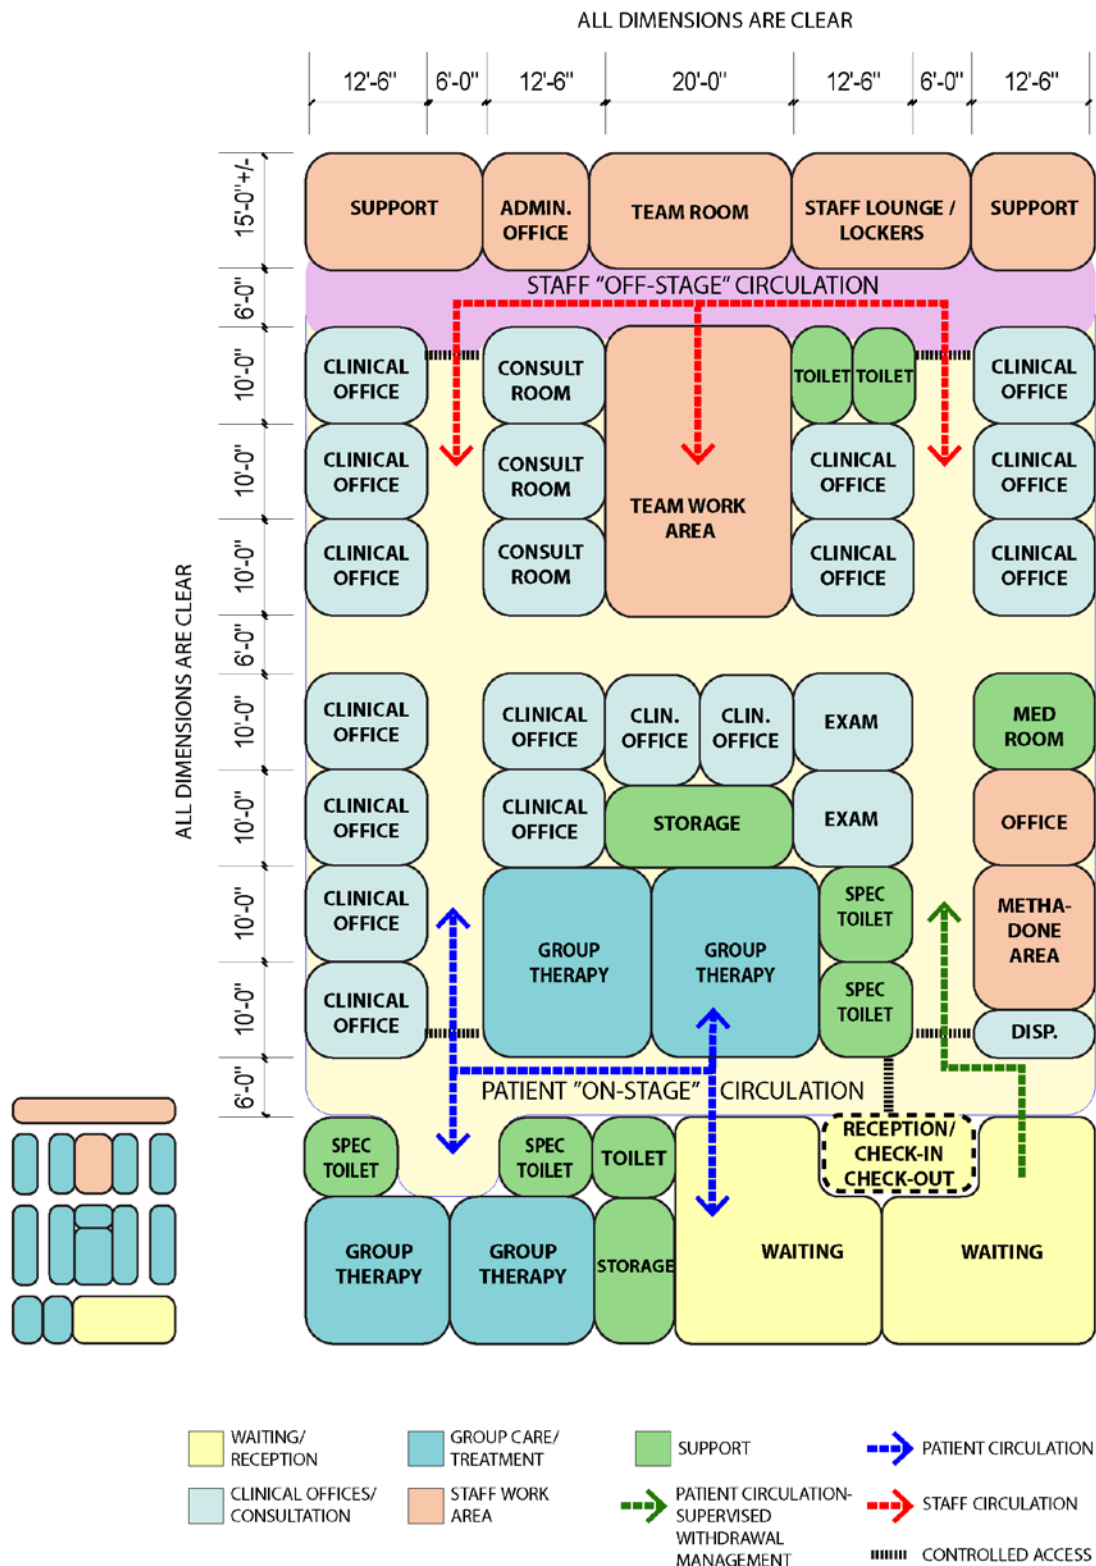 ALL DIMENSIONS ARE CLEAR
12'-6"
6'-0"
12'-6"
20'-0"
12'-6"
6'-0"
12'-6"
15'-0"+/-
SUPPORT
ADMIN.
OFFICE
TEAM ROOM
STAFF LOUNGE /
LOCKERS
SUPPORT
6'-0"
STAFF "OFF-STAGE" CIRCULATION
10'-0"
CLINICAL
OFFICE
CONSULT
ROOM
TOILET
TOILET
CLINICAL
OFFICE
10'-0"
CLINICAL
OFFICE
CONSULT
ROOM
TEAM WORK
AREA
CLINICAL
OFFICE
CLINICAL
OFFICE
10'-0"
CLINICAL
OFFICE
CONSULT
ROOM
CLINICAL
OFFICE
CLINICAL
OFFICE
ALL DIMENSIONS ARE CLEAR
6'-0"
10'-0"
CLINICAL
OFFICE
CLINICAL
OFFICE
CLIN.
OFFICE
CLIN.
OFFICE
EXAM
MED
ROOM
10'-0"
CLINICAL
OFFICE
CLINICAL
OFFICE
STORAGE
EXAM
OFFICE
10'-0"
CLINICAL
OFFICE
GROUP
THERAPY
GROUP
THERAPY
SPEC
TOILET
METHA-
DONE
AREA
10'-0"
CLINICAL
OFFICE
SPEC
TOILET
DISP.
6'-0"
PATIENT "ON-STAGE" CIRCULATION
SPEC
TOILET
SPEC
TOILET
TOILET
RECEPTION/
CHECK-IN
CHECK-OUT
GROUP
THERAPY
GROUP
THERAPY
STORAGE
WAITING
WAITING
WAITING/
RECEPTION
GROUP CARE/
TREATMENT
SUPPORT
PATIENT CIRCULATION
CLINICAL OFFICES/
CONSULTATION
STAFF WORK
AREA
PATIENT CIRCULATION-
SUPERVISED
WITHDRAWAL
MANAGEMENT
STAFF CIRCULATION
CONTROLLED ACCESS